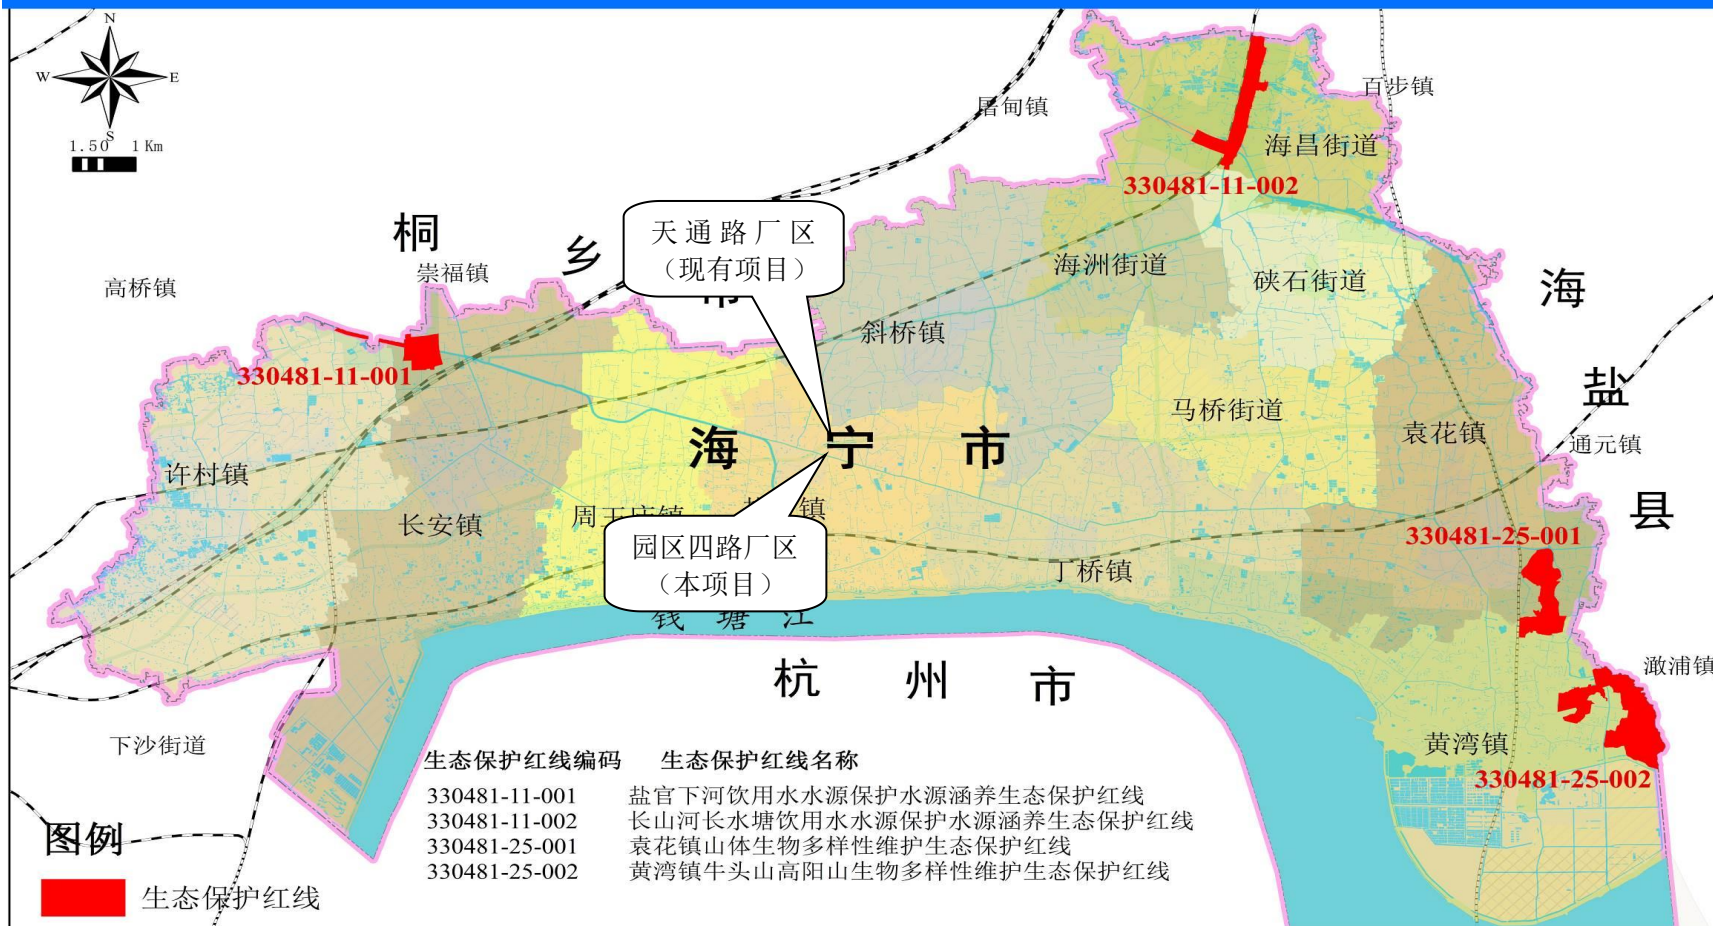 N
W
E
S
1.50 1 Km
屠甸镇
百步镇
海昌街道
330481-11-002
桐
乡
崇福镇
高桥镇
天通路厂区
（现有项目）
海洲街道
硖石街道
海
斜桥镇
330481-11-001
盐
马桥街道
海 宁 市
袁花镇
通元镇
许村镇
长安镇
镇
县
330481-25-001
园区四路厂区
（本项目）
丁桥镇
钱 塘 江
杭 州 市
澉浦镇
下沙街道
黄湾镇
330481-25-002
生态保护红线编码 生态保护红线名称
330481-11-001 盐官下河饮用水水源保护水源涵养生态保护红线
330481-11-002 长山河长水塘饮用水水源保护水源涵养生态保护红线
330481-25-001 袁花镇山体生物多样性维护生态保护红线
330481-25-002 黄湾镇牛头山高阳山生物多样性维护生态保护红线
图例
生态保护红线